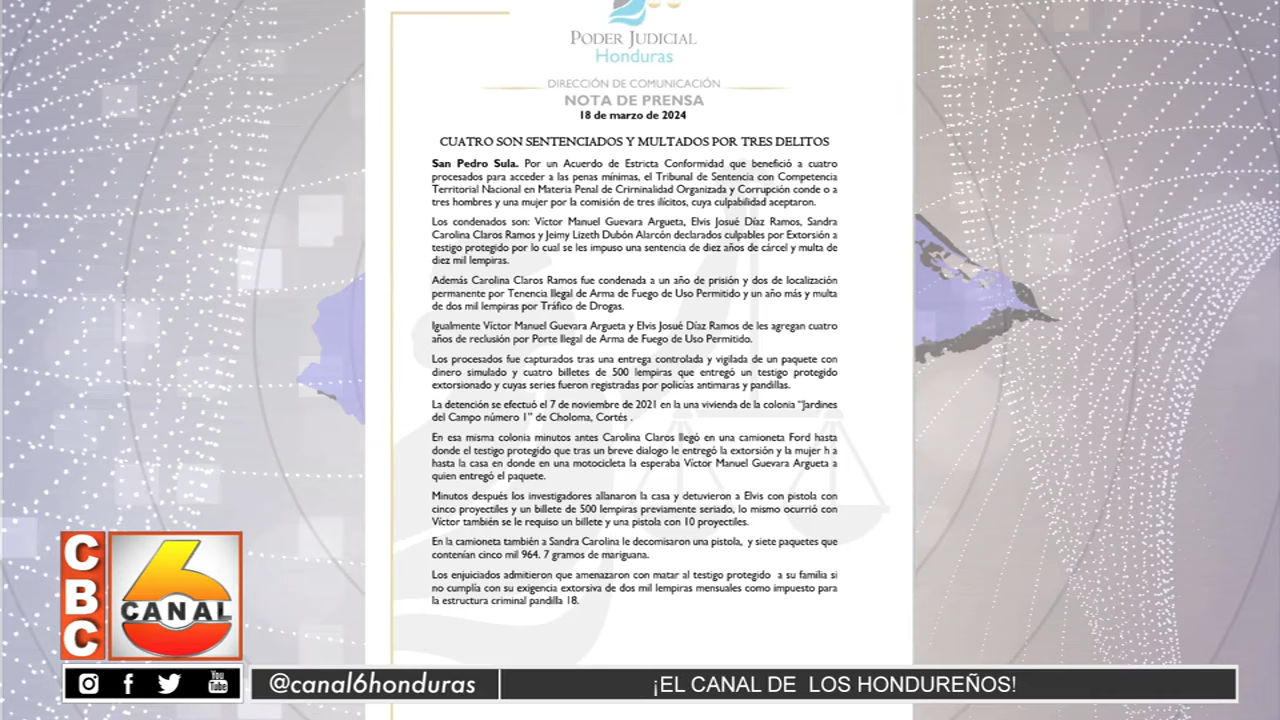 PODER JUDICIAL
Honduras
DIRECCIÓN DE COMUNICACIÓN
NOTA DE PRENSA
18 de marzo de 2024
CUATRO SON SENTENCIADOS Y MULTADOS POR TRES DELITOS
San Pedro Sula. Por un Acuerdo de Estricta Conformidad que benefició a cuatro
procesados para acceder a las penas mínimas, el Tribunal de Sentencia con Competencia
Territorial Nacional en Materia Penal de Criminalidad Organizada y Corrupción conde o a
tres hombres y una mujer por la comisión de tres ilícitos, cuya culpabilidad aceptaron.
Los condenados son: Víctor Manuel Guevara Argueta, Elvis Josué Díaz Ramos, Sandra
Carolina Claros Ramos y Jeimy Lizeth Dubón Alarcón declarados culpables por Extorsión a
testigo protegido por lo cual se les impuso una sentencia de diez años de cárcel y multa de
diez mil lempiras.
Además Carolina Claros Ramos fue condenada a un año de prisión y dos de localización
permanente por Tenencia Ilegal de Arma de Fuego de Uso Permitido y un año más y multa
de dos mil lempiras por Tráfico de Drogas.
Igualmente Víctor Manuel Guevara Argueta y Elvis Josué Díaz Ramos de les agregan cuatro
años de reclusión por Porte Ilegal de Arma de Fuego de Uso Permitido.
Los procesados fue capturados tras una entrega controlada y vigilada de un paquete con
dinero simulado y cuatro billetes de 500 lempiras que entregó un testigo protegido
extorsionado y cuyas series fueron registradas por policías antimaras y pandillas.
La detención se efectuó el 7 de noviembre de 2021 en la una vivienda de la colonia “Jardines
del Campo número 1” de Choloma, Cortés .
En esa misma colonia minutos antes Carolina Claros llegó en una camioneta Ford hasta
donde el testigo protegido que tras un breve dialogo le entregó la extorsión y la mujer h a
hasta la casa en donde en una motocicleta la esperaba Víctor Manuel Guevara Argueta a
quien entregó el paquete.
Minutos después los investigadores allanaron la casa y detuvieron a Elvis con pistola con
cinco proyectiles y un billete de 500 lempiras previamente seriado, lo mismo ocurrió con
Víctor también se le requiso un billete y una pistola con 10 proyectiles.
En la camioneta también a Sandra Carolina le decomisaron una pistola, y siete paquetes que
contenían cinco mil 964. 7 gramos de mariguana.
Los enjuiciados admitieron que amenazaron con matar al testigo protegido a su familia si
no cumplía con su exigencia extorsiva de dos mil lempiras mensuales como impuesto para
la estructura criminal pandilla 18.
CBC
6
CANAL
You Tube
@canal6honduras
¡EL CANAL DE LOS HONDUREÑOS!